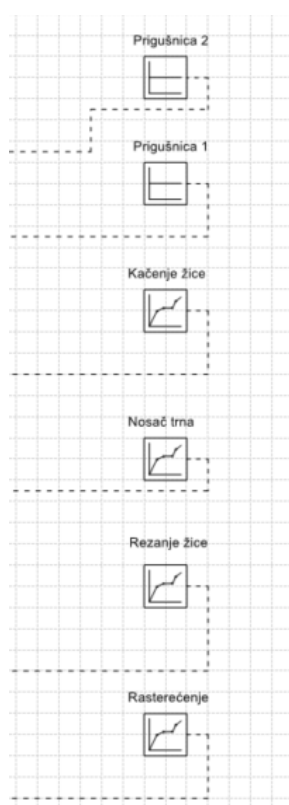 Prigušnica 2
Prigušnica 1
Kačenje žice
Nosač trna
Rezanje žice
Rasterećenje